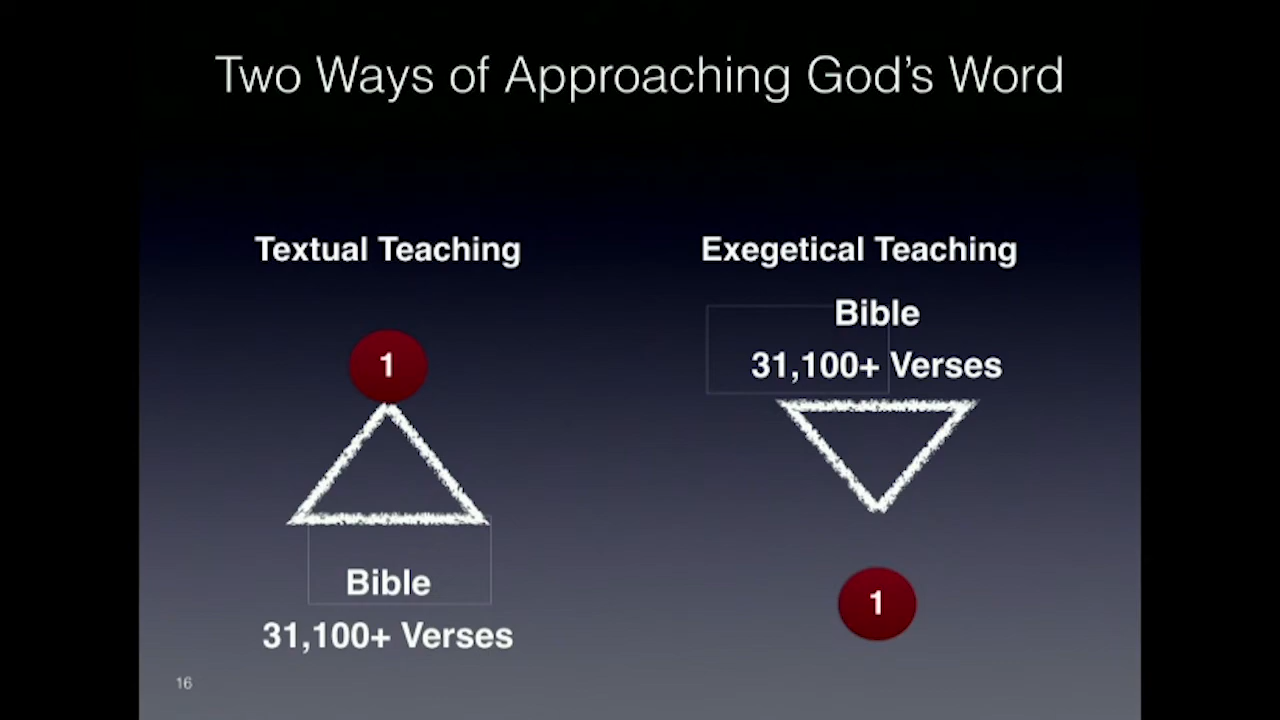 Two Ways of Approaching God's Word
Textual Teaching
1
Bible
31,100+ Verses
Exegetical Teaching
Bible
31,100+ Verses
1
16